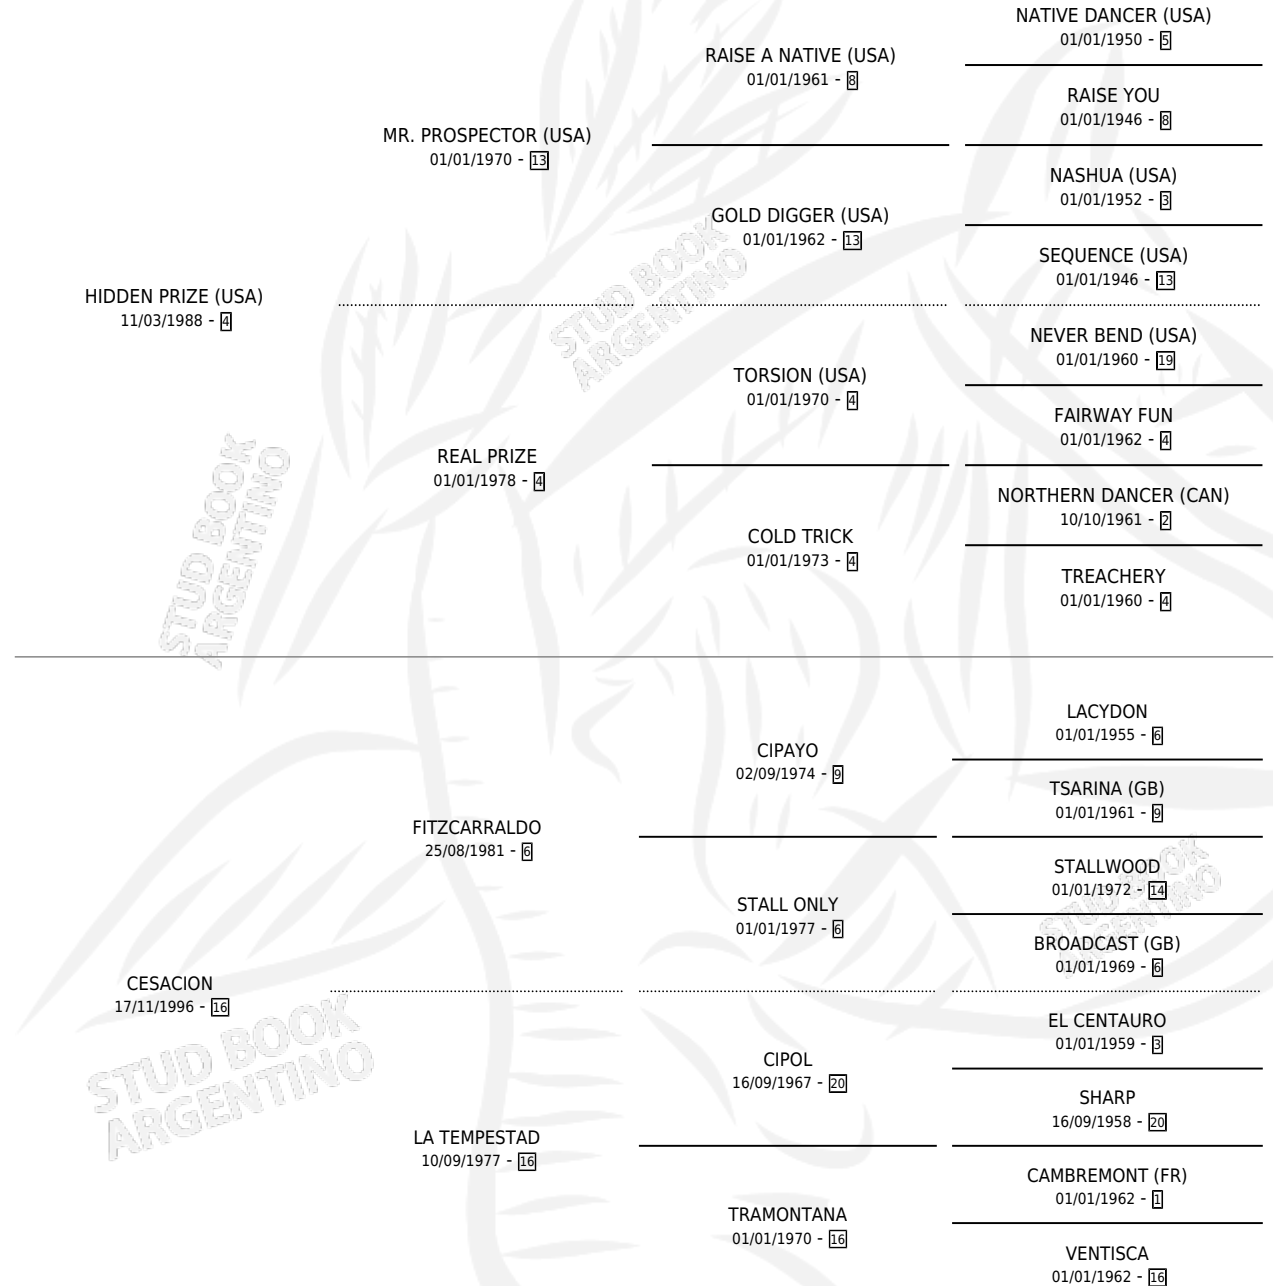 NATIVE DANCER (USA)
01/01/1950 - 5
RAISE A NATIVE (USA)
01/01/1961 - 8
RAISE YOU
01/01/1946 - 8
MR. PROSPECTOR (USA)
01/01/1970 - 13
NASHUA (USA)
01/01/1952 - 3
GOLD DIGGER (USA)
01/01/1962 - 13
SEQUENCE (USA)
01/01/1946 - 13
HIDDEN PRIZE (USA)
11/03/1988 - 4
STUD BOOK
ARGENTINO
NEVER BEND (USA)
01/01/1960 - 19
TORSION (USA)
01/01/1970 - 4
FAIRWAY FUN
01/01/1962 - 4
REAL PRIZE
01/01/1978 - 4
NORTHERN DANCER (CAN)
10/10/1961 - 2
COLD TRICK
01/01/1973 - 4
TREACHERY
01/01/1960 - 4
STUD BOOK
ARGENTINO
LACYDON
01/01/1955 - 6
CIPAYO
02/09/1974 - 9
TSARINA (GB)
01/01/1961 - 9
FITZCARRALDO
25/08/1981 - 6
STALLWOOD
01/01/1972 - 14
STALL ONLY
01/01/1977 - 6
BROADCAST (GB)
01/01/1969 - 6
STUD BOOK
ARGENTINO
CESACION
17/11/1996 - 16
EL CENTAURO
01/01/1959 - 3
CIPOL
16/09/1967 - 20
SHARP
16/09/1958 - 20
STUD BOOK
ARGENTINO
LA TEMPESTAD
10/09/1977 - 16
CAMBREMONT (FR)
01/01/1962 - 1
TRAMONTANA
01/01/1970 - 16
VENTISCA
01/01/1962 - 16